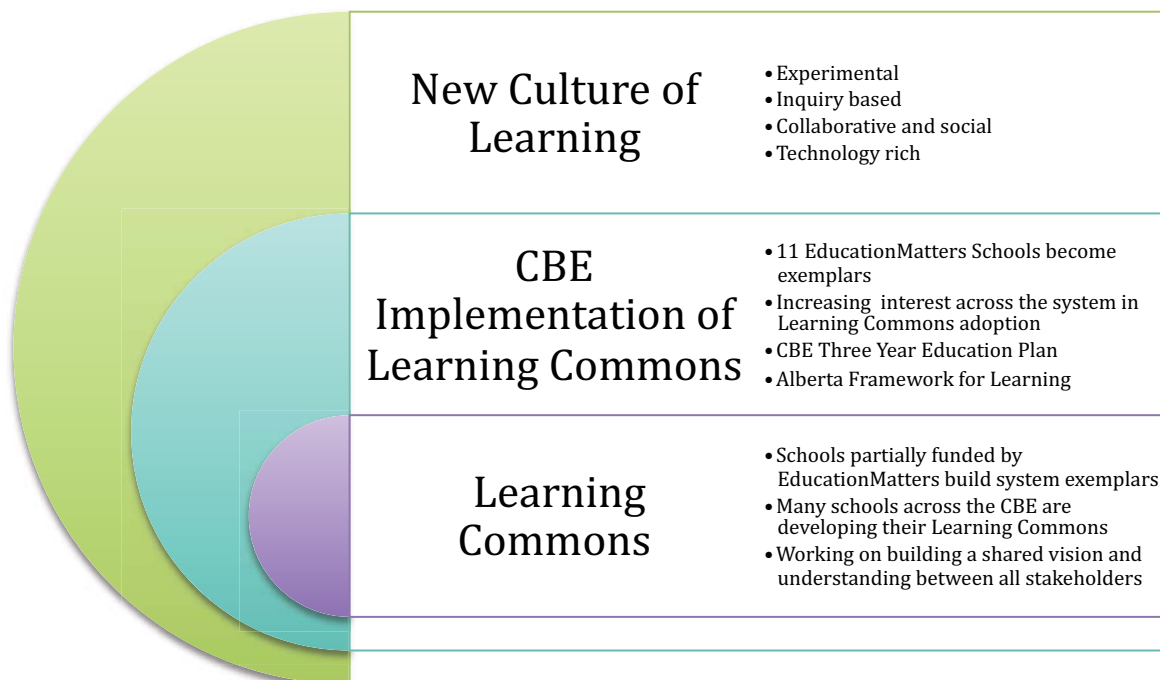 New Culture of
Learning
• Experimental
• Inquiry based
• Collaborative and social
• Technology rich
CBE
Implementation of
Learning Commons
• 11 EducationMatters Schools become
exemplars
• Increasing interest across the system in
Learning Commons adoption
• CBE Three Year Education Plan
• Alberta Framework for Learning
Learning
Commons
• Schools partially funded by
EducationMatters build system exemplars
• Many schools across the CBE are
developing their Learning Commons
• Working on building a shared vision and
understanding between all stakeholders